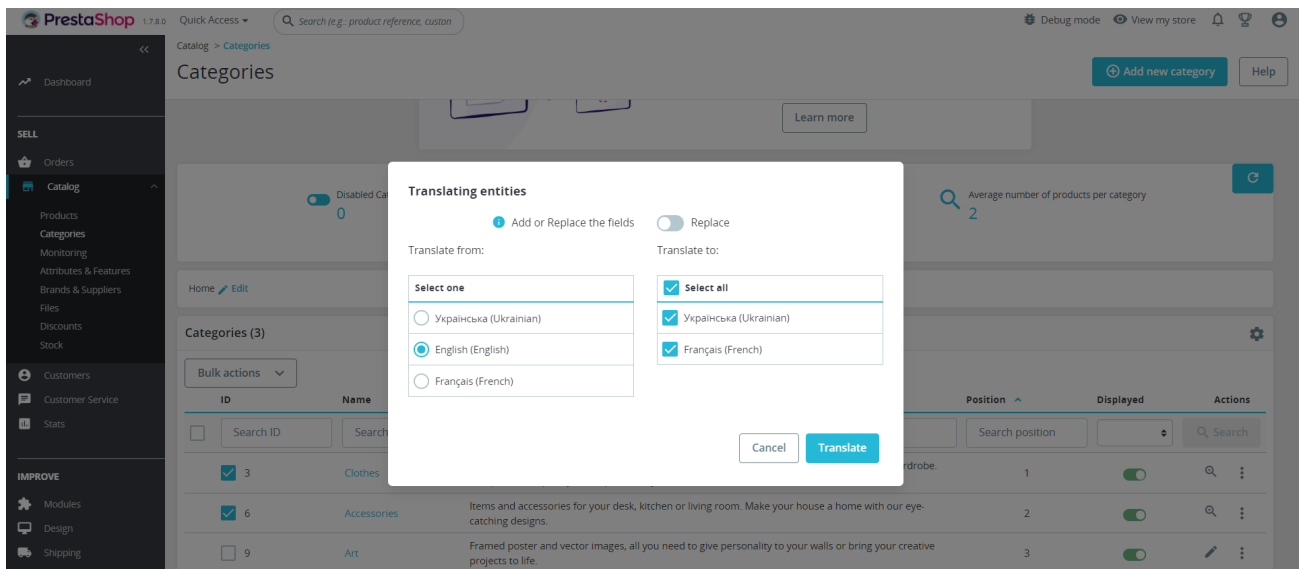 PrestaShop 1.7.8.0 Quick Access Search (e.g.: product reference, custon Debug mode View my store
Catalog > Categories
Categories
Add new category Help
Dashboard
Learn more
SELL
Orders
Catalog
Products
Categories
Monitoring
Attributes & Features
Brands & Suppliers
Files
Discounts
Stock
Customers
Customer Service
Stats
IMPROVE
Modules
Design
Shipping
Disabled Ca
0
Average number of products per category
2
Home Edit
Categories (3)
Bulk actions
Translating entities
Add or Replace the fields Replace
Translate from: Translate to:
Select one Select all
Українська (Ukrainian) Українська (Ukrainian)
English (English) Français (French)
Français (French)
Cancel Translate
ID Name Position Displayed Actions
Search ID Search Search position Search
3 Clothes rdrobe. 1
6 Accessories Items and accessories for your desk, kitchen or living room. Make your house a home with our eye-
catching designs. 2
9 Art Framed poster and vector images, all you need to give personality to your walls or bring your creative
projects to life. 3